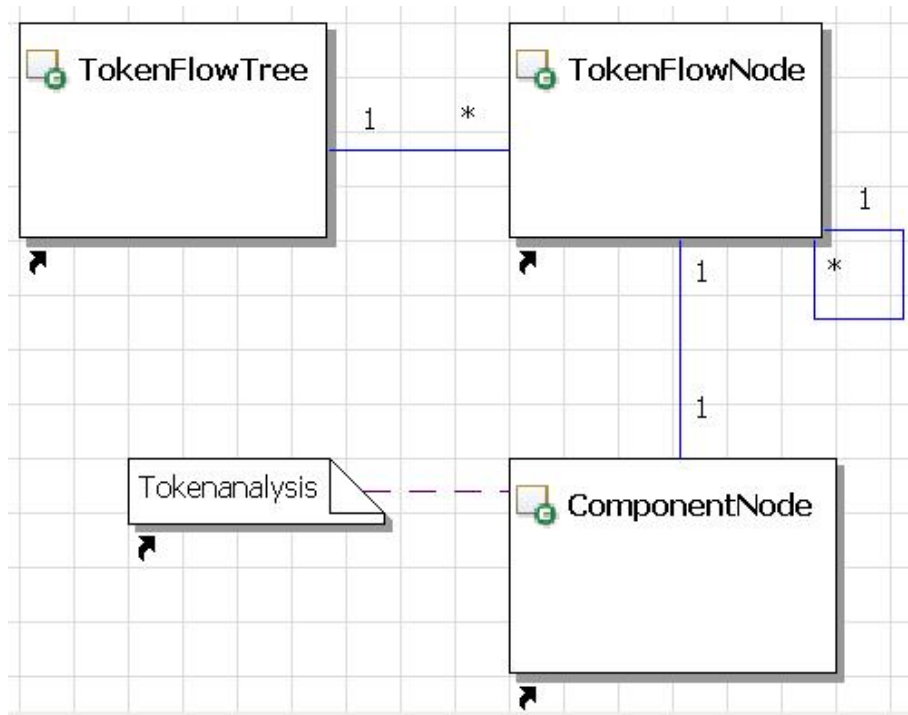 TokenFlowTree
TokenFlowNode
1
*
1
*
1
1
Tokenanalysis
ComponentNode